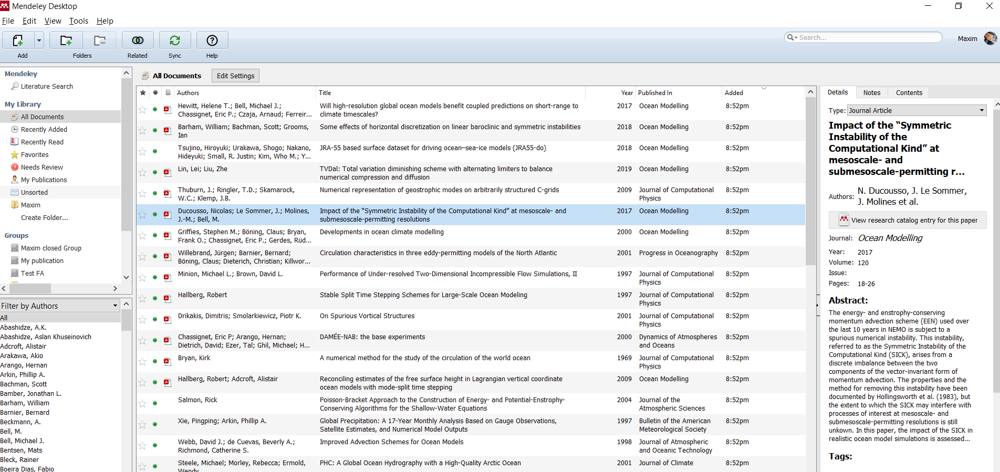 Mendeley Desktop
File Edit View Tools Help
Add Folders Related Sync Help
Search...
Maxim
Mendeley
Literature Search
My Library
All Documents
Recently Added
Recently Read
Favorites
Needs Review
My Publications
Unsorted
Maxim
Create Folder...
Groups
Maxim closed Group
My publication
Test FA
Filter by Authors
All
Abashidze, A.K.
Abashidze, Aslan Khuseinovich
Adcroft, Alistair
Arakawa, Akio
Arango, Hernan
Arkin, Phillip A.
Bachman, Scott
Bamber, Jonathan L.
Barham, William
Barnier, Bernard
Beckmann, A.
Bell, M.
Bell, Michael J.
Bentsen, Mats
Bleck, Rainer
Boeira Dias, Fabio
All Documents Edit Settings
Authors Title Year Published In Added
Hewitt, Helene T.; Bell, Michael J.; Will high-resolution global ocean models benefit coupled predictions on short-range to 2017 Ocean Modelling 8:52pm
Chassignet, Eric P.; Czaja, Arnaud; Ferreir... climate timescales?
Barham, William; Bachman, Scott; Grooms, Some effects of horizontal discretization on linear baroclinic and symmetric instabilities 2018 Ocean Modelling 8:52pm
Ian
Tsujino, Hiroyuki; Urakawa, Shogo; Nakano, JRA-55 based surface dataset for driving ocean–sea-ice models (JRA55-do) 2018 Ocean Modelling 8:52pm
Hideyuki; Small, R. Justin; Kim, Who M.; Y...
Lin, Lei; Liu, Zhe TVDal: Total variation diminishing scheme with alternating limiters to balance 2019 Ocean Modelling 8:52pm
numerical compression and diffusion
Thuburn, J.; Ringler, T.D.; Skamarock, Numerical representation of geostrophic modes on arbitrarily structured C-grids 2009 Journal of Computational 8:52pm
W.C.; Klemp, J.B. Physics
Ducousso, Nicolas; Le Sommer, J.; Molines, Impact of the “Symmetric Instability of the Computational Kind” at mesoscale- and 2017 Ocean Modelling 8:52pm
J.-M.; Bell, M. submesoscale-permitting resolutions
Griffies, Stephen M.; Böning, Claus; Bryan, Developments in ocean climate modelling 2000 Ocean Modelling 8:52pm
Frank O.; Chassignet, Eric P.; Gerdes, Rüd...
Willebrand, Jürgen; Barnier, Bernard; Circulation characteristics in three eddy-permitting models of the North Atlantic 2001 Progress in Oceanography 8:52pm
Böning, Claus; Dieterich, Christian; Killwor...
Minion, Michael L.; Brown, David L. Performance of Under-resolved Two-Dimensional Incompressible Flow Simulations, II 1997 Journal of Computational 8:52pm
Physics
Hallberg, Robert Stable Split Time Stepping Schemes for Large-Scale Ocean Modeling 1997 Journal of Computational 8:52pm
Physics
Drikakis, Dimitris; Smolarkiewicz, Piotr K. On Spurious Vortical Structures 2001 Journal of Computational 8:52pm
Physics
Chassignet, Eric P; Arango, Hernan; DAMÉE-NAB: the base experiments 2000 Dynamics of Atmospheres 8:52pm
Dietrich, David; Ezer, Tal; Ghil, Michael; H... and Oceans
Bryan, Kirk A numerical method for the study of the circulation of the world ocean 1969 Journal of Computational 8:52pm
Physics
Hallberg, Robert; Adcroft, Alistair Reconciling estimates of the free surface height in Lagrangian vertical coordinate 2009 Ocean Modelling 8:52pm
ocean models with mode-split time stepping
Salmon, Rick Poisson-Bracket Approach to the Construction of Energy- and Potential-Enstrophy- 2004 Journal of the 8:52pm
Conserving Algorithms for the Shallow-Water Equations Atmospheric Sciences
Xie, Pingping; Arkin, Phillip A. Global Precipitation: A 17-Year Monthly Analysis Based on Gauge Observations, 1997 Bulletin of the American 8:52pm
Satellite Estimates, and Numerical Model Outputs Meteorological Society
Webb, David J.; de Cuevas, Beverly A.; Improved Advection Schemes for Ocean Models 1998 Journal of Atmospheric 8:52pm
Richmond, Catherine S. and Oceanic Technology
Steele, Michael; Morley, Rebecca; Ermold, PHC: A Global Ocean Hydrography with a High-Quality Arctic Ocean 2001 Journal of Climate 8:52pm
Wendy
Details Notes Contents
Type: Journal Article
Impact of the “Symmetric
Instability of the
Computational Kind” at
mesoscale- and
submesoscale-permitting r...
Authors: N. Ducousso, J. Le Sommer,
J. Molines et al.
View research catalog entry for this paper
Journal: Ocean Modelling
Year: 2017
Volume: 120
Issue:
Pages: 18-26
Abstract:
The energy- and enstrophy-conserving
momentum advection scheme (EEN) used over
the last 10 years in NEMO is subject to a
spurious numerical instability. This instability,
referred to as the Symmetric Instability of the
Computational Kind (SICK), arises from a
discrete imbalance between the two
components of the vector-invariant form of
momentum advection. The properties and the
method for removing this instability have been
documented by Hollingsworth et al. (1983), but
the extent to which the SICK may interfere with
processes of interest at mesoscale- and
submesoscale-permitting resolutions is still
unkown. In this paper, the impact of the SICK in
realistic ocean model simulations is assessed...
Tags: